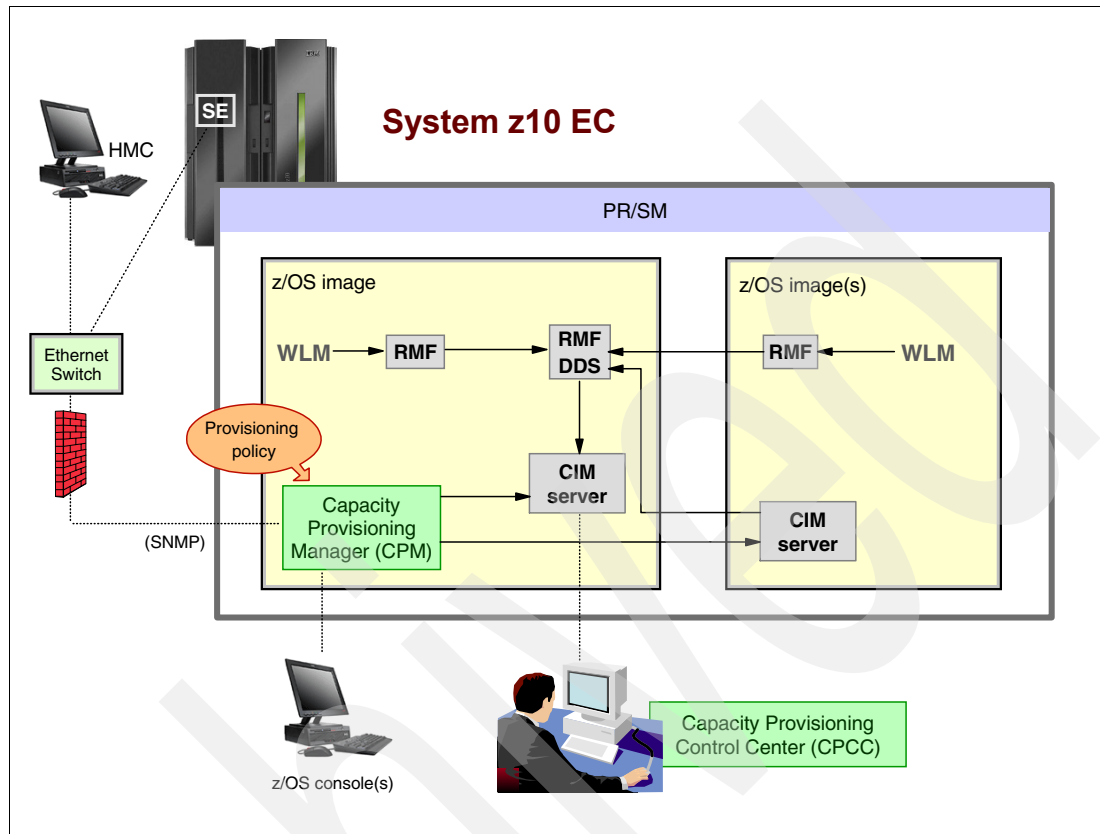 System z10 EC
SE
HMC
IBM
PR/SM
z/OS image
z/OS image(s)
WLM
RMF
RMF
DDS
RMF
WLM
Ethernet
Switch
Provisioning
policy
CIM
server
Capacity
Provisioning
Manager (CPM)
CIM
server
(SNMP)
Capacity Provisioning
Control Center (CPCC)
z/OS console(s)